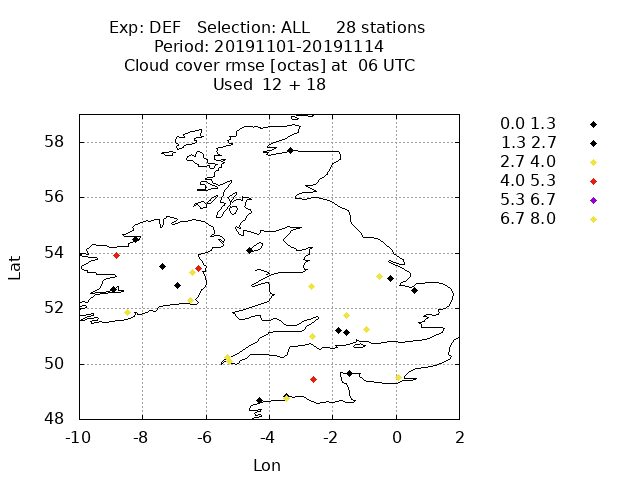 Exp: DEF Selection: ALL 28 stations
Period: 20191101-20191114
Cloud cover rmse [octas] at 06 UTC
Used 12 + 18
0.0 1.3
1.3 2.7
2.7 4.0
4.0 5.3
5.3 6.7
6.7 8.0
58
56
54
52
50
48
Lat
-10 -8 -6 -4 -2 0 2
Lon